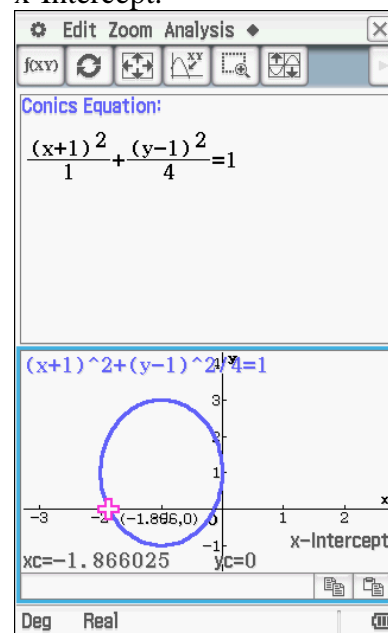 x-Intercept.
Edit Zoom Analysis ◆
f(XY) XY
Conics Equation:
(x+1)^2/1+(y-1)^2/4=1
(x+1)^2+(y-1)^2/4=1
4 y
3
2
1
x
-3 -2 (-1.866,0) 0 1 2
-1
x-Intercept
xc=-1.866025 yc=0
Deg Real